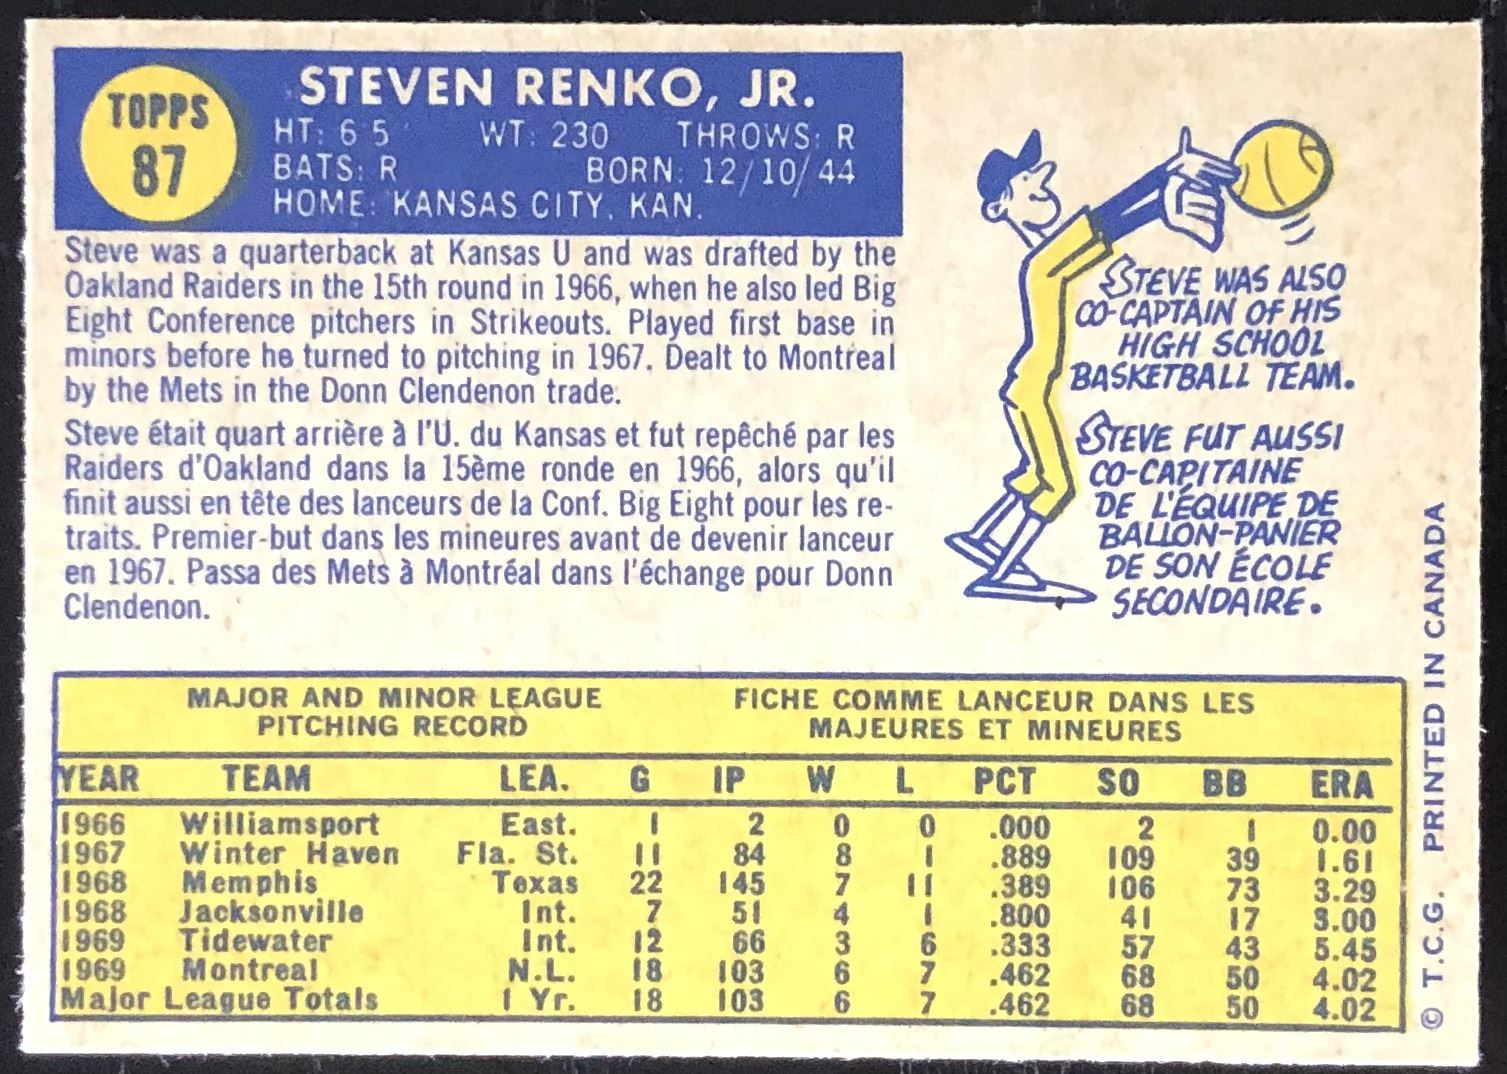 TOPPS
87
STEVEN RENKO, JR.
HT: 6 5' WT: 230 THROWS: R
BATS: R BORN: 12/10/44
HOME: KANSAS CITY, KAN.
Steve was a quarterback at Kansas U and was drafted by the
Oakland Raiders in the 15th round in 1966, when he also led Big
Eight Conference pitchers in Strikeouts. Played first base in
minors before he turned to pitching in 1967. Dealt to Montreal
by the Mets in the Donn Clendenon trade.
Steve était quart arrière à l'U. du Kansas et fut repêché par les
Raiders d'Oakland dans la 15ème ronde en 1966, alors qu'il
finit aussi en tête des lanceurs de la Conf. Big Eight pour les re-
traits. Premier-but dans les mineures avant de devenir lanceur
en 1967. Passa des Mets à Montréal dans l'échange pour Donn
Clendenon.
STEVE WAS ALSO
CO-CAPTAIN OF HIS
HIGH SCHOOL
BASKETBALL TEAM.
STEVE FUT AUSSI
CO-CAPITAINE
DE L'ÉQUIPE DE
BALLON-PANIER
DE SON ÉCOLE
SECONDAIRE.
MAJOR AND MINOR LEAGUE
PITCHING RECORD
FICHE COMME LANCEUR DANS LES
MAJEURES ET MINEURES
YEAR TEAM LEA. G IP W L PCT SO BB ERA
1966 Williamsport East. 1 2 0 0 .000 2 1 0.00
1967 Winter Haven Fla. St. 11 84 8 1 .889 109 39 1.61
1968 Memphis Texas 22 145 7 11 .389 106 73 3.29
1968 Jacksonville Int. 7 51 4 1 .800 41 17 3.00
1969 Tidewater Int. 12 66 3 6 .333 57 43 5.45
1969 Montreal N.L. 18 103 6 7 .462 68 50 4.02
Major League Totals 1 Yr. 18 103 6 7 .462 68 50 4.02
© T.C.G. PRINTED IN CANADA